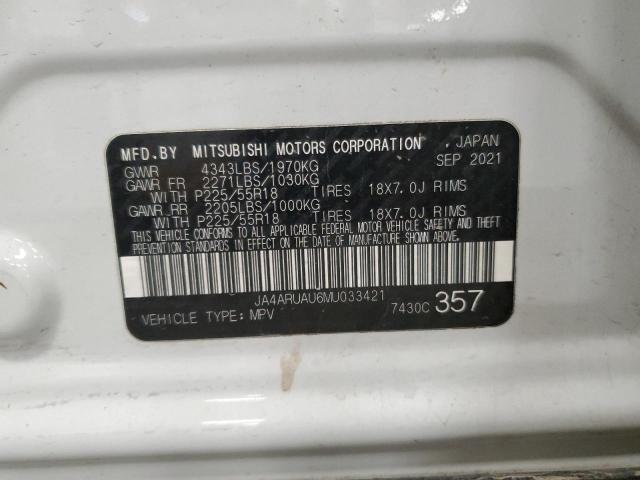 MFD.BY MITSUBISHI MOTORS CORPORATION JAPAN
GVWR 4343LBS/1970KG SEP 2021
GAWR FR 2271LBS/1030KG
WITH P225/55R18 TIRES 18X7.0J RIMS
GAWR RR 2205LBS/1000KG
WITH P225/55R18 TIRES 18X7.0J RIMS
THIS VEHICLE CONFORMS TO ALL APPLICABLE FEDERAL MOTOR VEHICLE SAFETY AND THEFT
PREVENTION STANDARDS IN EFFECT ON THE DATE OF MANUFACTURE SHOWN ABOVE.
JA4ARUAU6MU033421
VEHICLE TYPE: MPV 7430C 357